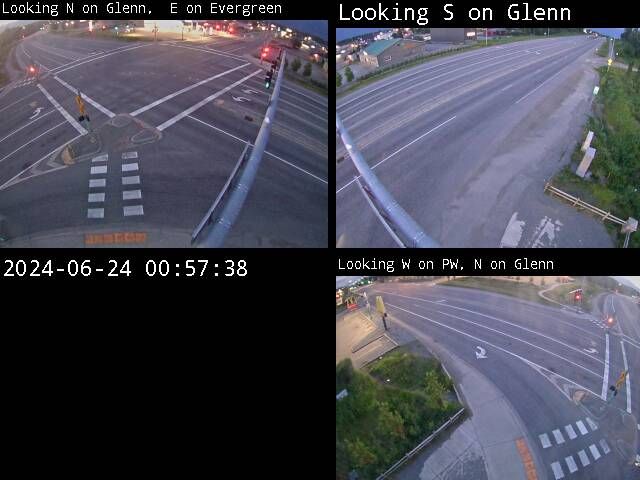 Looking N on Glenn, E on Evergreen
Looking S on Glenn
2024-06-24 00:57:38
Looking W on PW, N on Glenn